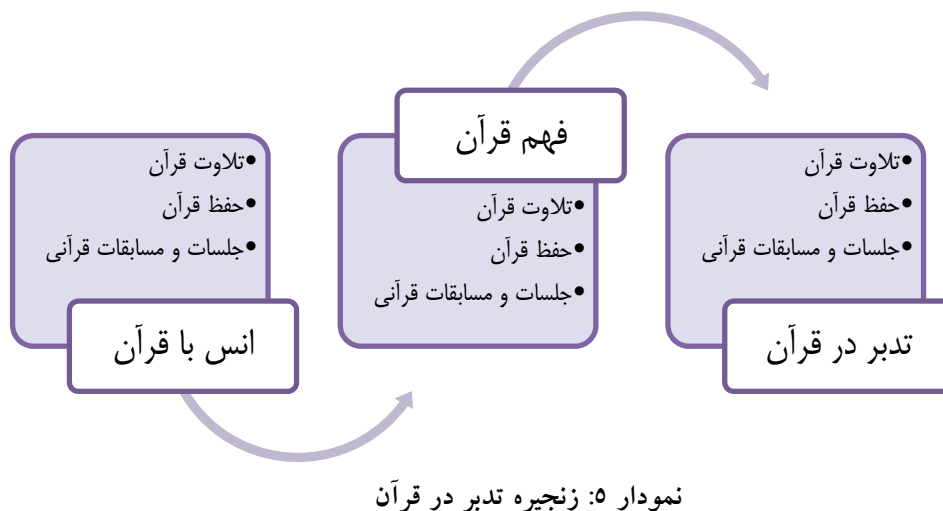 تلاوت قرآن
حفظ قرآن
جلسات و مسابقات قرآنی
انس با قرآن
فهم قرآن
تلاوت قرآن
حفظ قرآن
جلسات و مسابقات قرآنی
تلاوت قرآن
حفظ قرآن
جلسات و مسابقات قرآنی
تدبر در قرآن
نمودار ۵: زنجیره تدبر در قرآن